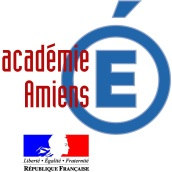 académie
Amiens
É
Liberté • Égalité • Fraternité
RÉPUBLIQUE FRANÇAISE